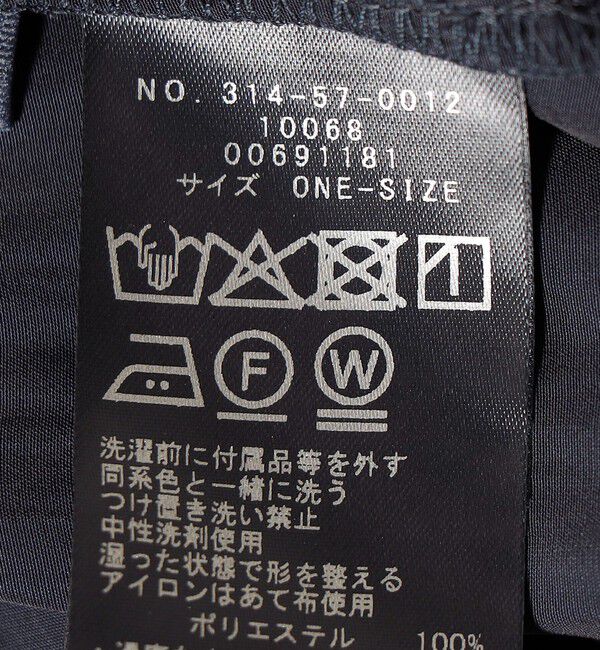 NO. 314-57-0012
10068
00691181
サイズ ONE-SIZE
F W
洗濯前に付属品等を外す
同系色と一緒に洗う
つけ置き洗い禁止
中性洗剤使用
湿った状態で形を整える
アイロンはあて布使用
ポリエステル 100%